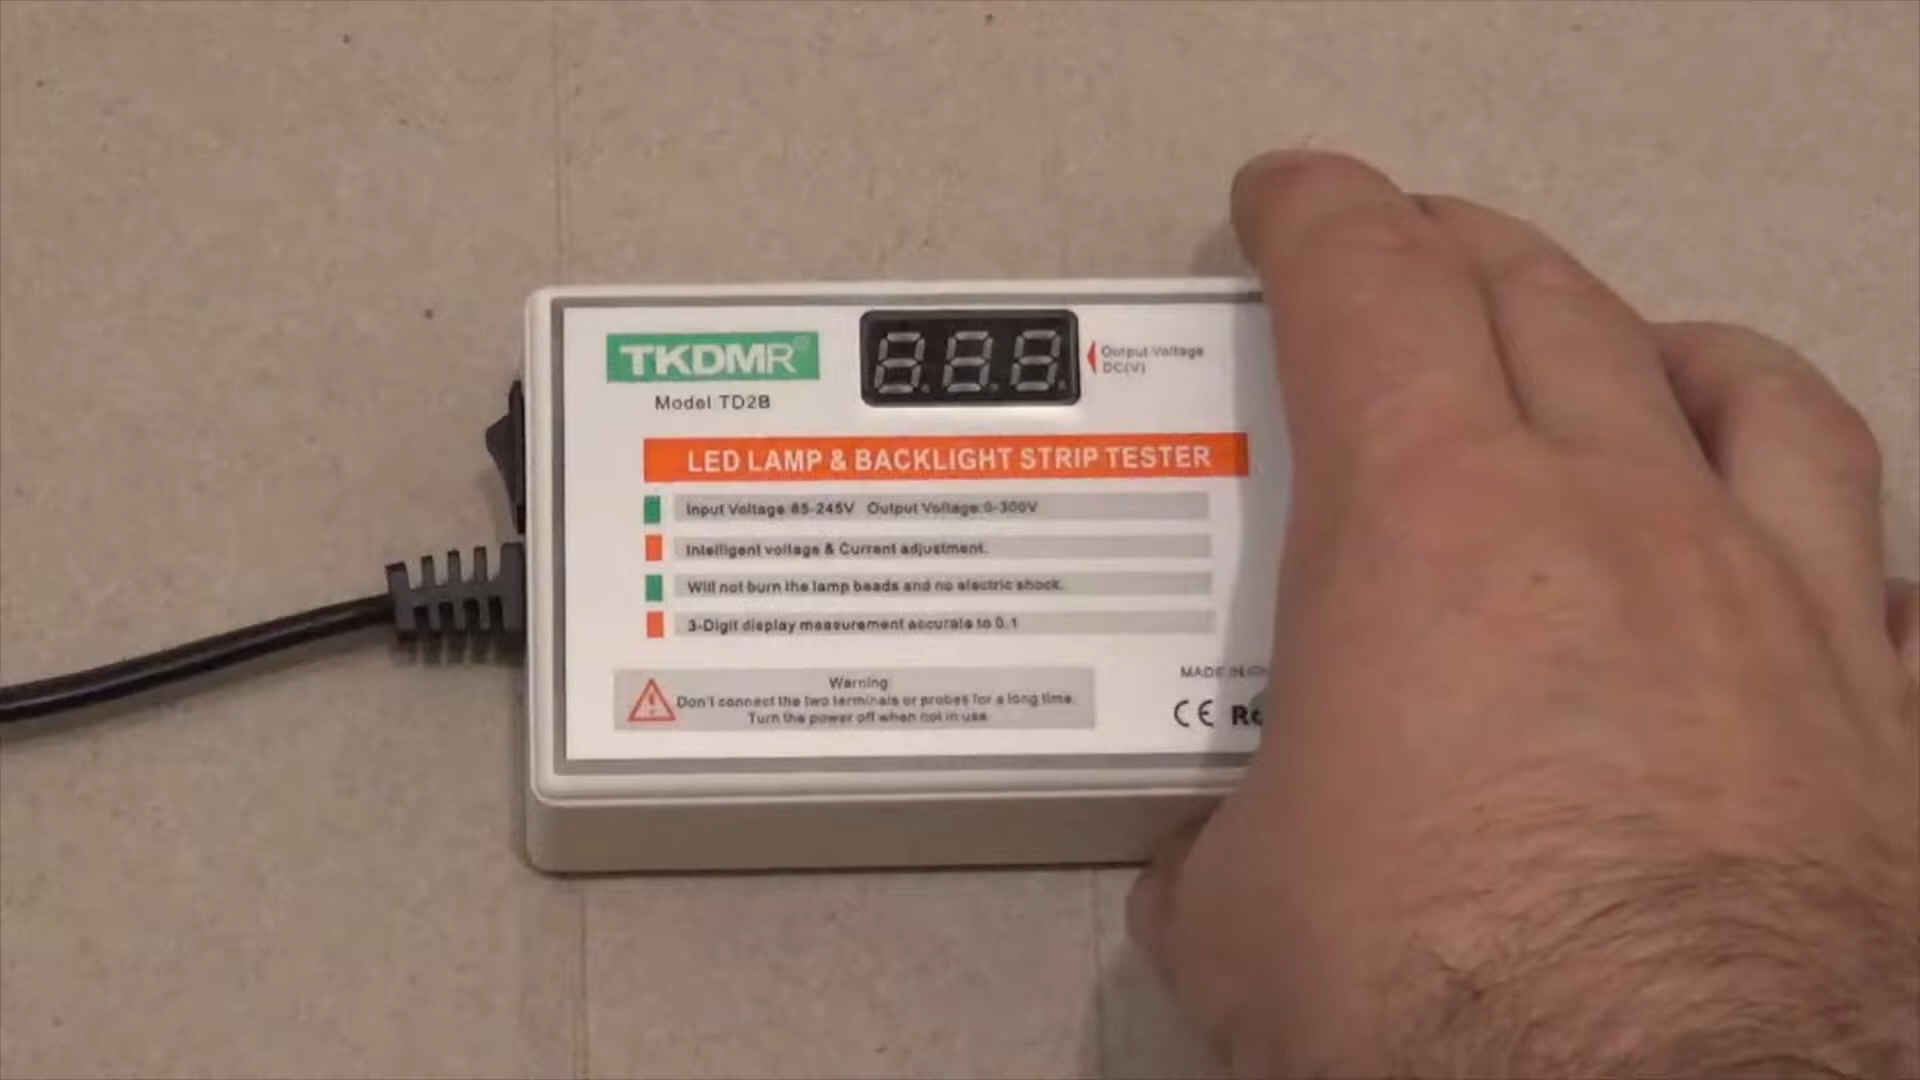 TKDMR®
Model TD2B
Output Voltage
DC(V)
LED LAMP & BACKLIGHT STRIP TESTER
Input Voltage 85-245V Output Voltage:0-300V
Intelligent voltage & Current adjustment.
Will not burn the lamp beads and no electric shock.
3-Digit display measurement accurate to 0.1
Warning:
Don't connect the two terminals or probes for a long time.
Turn the power off when not in use
MADE IN
CE